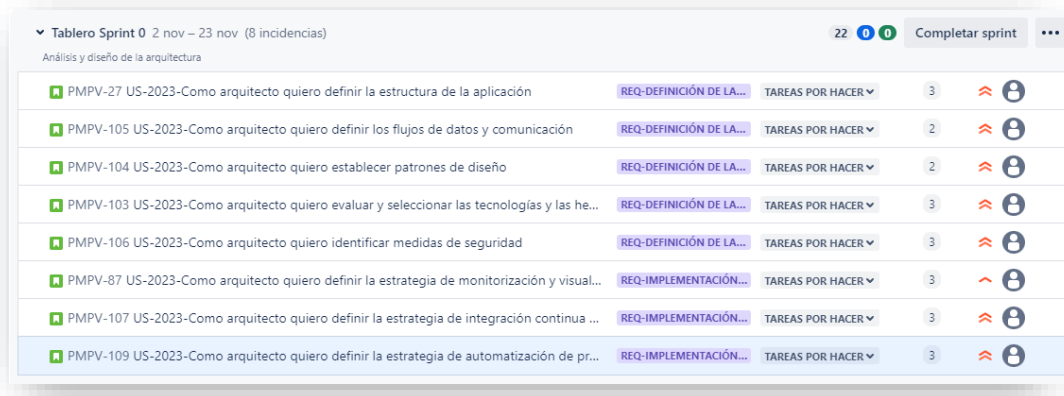 Tablero Sprint 0 2 nov – 23 nov (8 incidencias) 22 0 0 Completar sprint
Análisis y diseño de la arquitectura
PMPV-27 US-2023-Como arquitecto quiero definir la estructura de la aplicación REQ-DEFINICIÓN DE LA... TAREAS POR HACER 3
PMPV-105 US-2023-Como arquitecto quiero definir los flujos de datos y comunicación REQ-DEFINICIÓN DE LA... TAREAS POR HACER 2
PMPV-104 US-2023-Como arquitecto quiero establecer patrones de diseño REQ-DEFINICIÓN DE LA... TAREAS POR HACER 2
PMPV-103 US-2023-Como arquitecto quiero evaluar y seleccionar las tecnologías y las he... REQ-DEFINICIÓN DE LA... TAREAS POR HACER 3
PMPV-106 US-2023-Como arquitecto quiero identificar medidas de seguridad REQ-DEFINICIÓN DE LA... TAREAS POR HACER 3
PMPV-87 US-2023-Como arquitecto quiero definir la estrategia de monitorización y visual... REQ-IMPLEMENTACIÓN... TAREAS POR HACER 3
PMPV-107 US-2023-Como arquitecto quiero definir la estrategia de integración continua ... REQ-IMPLEMENTACIÓN... TAREAS POR HACER 3
PMPV-109 US-2023-Como arquitecto quiero definir la estrategia de automatización de pr... REQ-IMPLEMENTACIÓN... TAREAS POR HACER 3